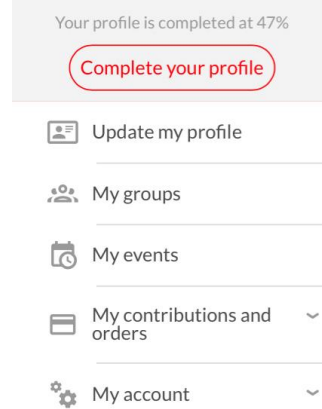 Your profile is completed at 47%
Complete your profile
Update my profile
My groups
My events
My contributions and
orders
My account